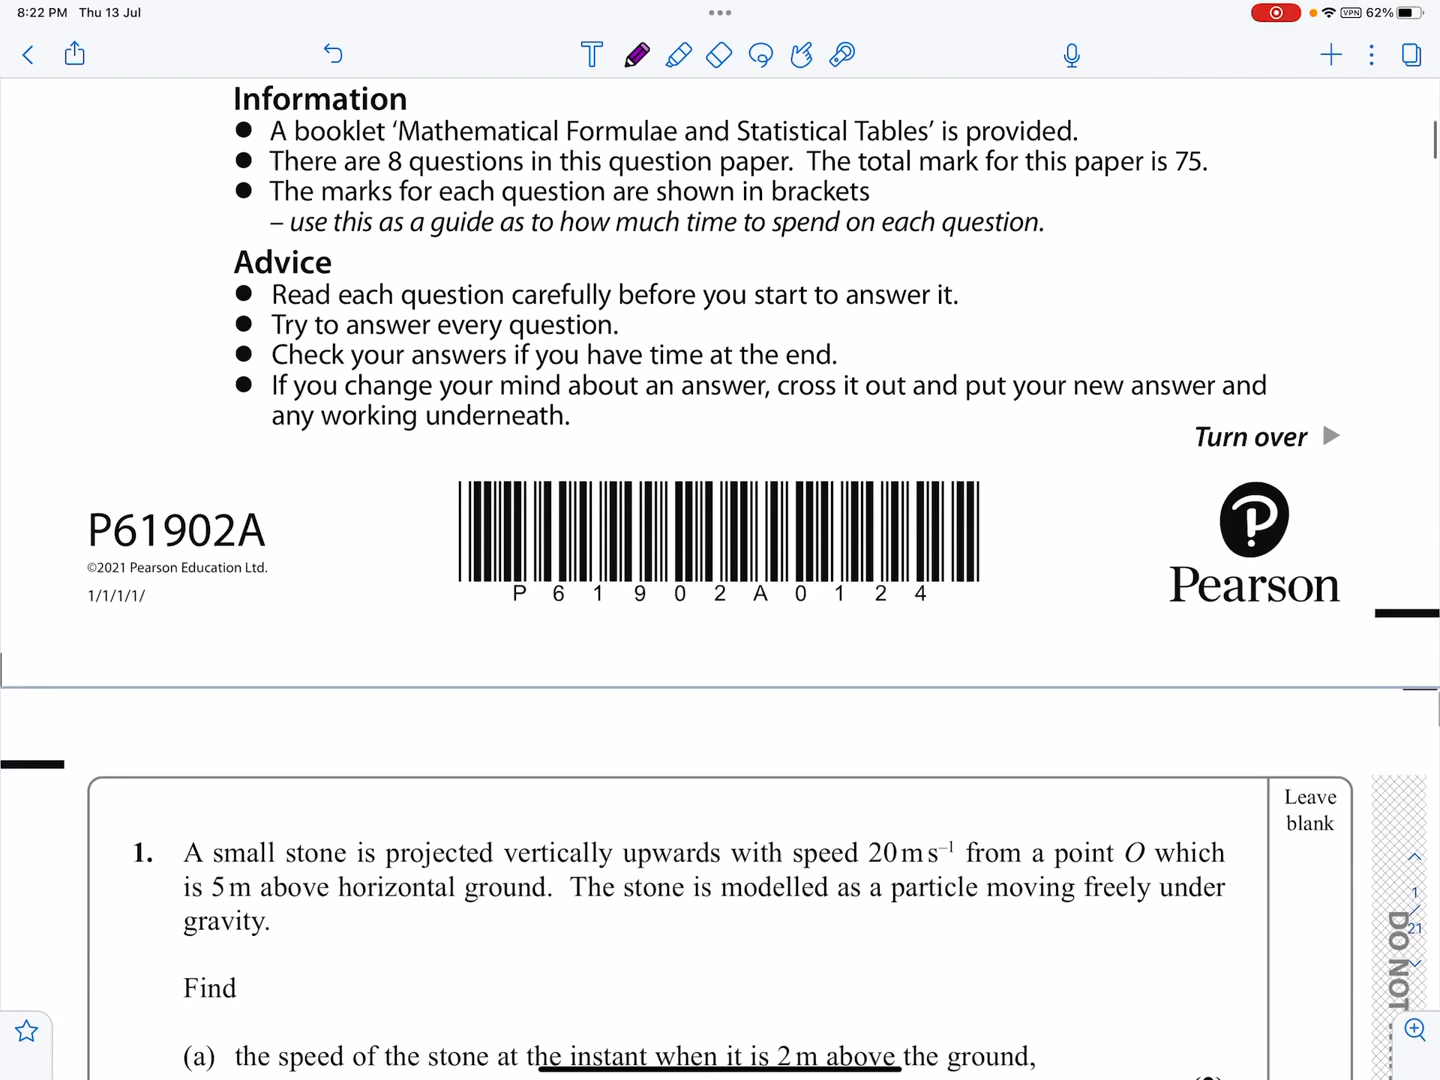 8:22 PM Thu 13 Jul
VPN 62%
Information
● A booklet ‘Mathematical Formulae and Statistical Tables’ is provided.
● There are 8 questions in this question paper. The total mark for this paper is 75.
● The marks for each question are shown in brackets
– use this as a guide as to how much time to spend on each question.
Advice
● Read each question carefully before you start to answer it.
● Try to answer every question.
● Check your answers if you have time at the end.
● If you change your mind about an answer, cross it out and put your new answer and
any working underneath.
Turn over
P61902A
©2021 Pearson Education Ltd.
1/1/1/1/
P 6 1 9 0 2 A 0 1 2 4
Pearson
Leave
blank
1. A small stone is projected vertically upwards with speed 20 m s⁻¹ from a point O which
is 5 m above horizontal ground. The stone is modelled as a particle moving freely under
gravity.
Find
(a) the speed of the stone at the instant when it is 2 m above the ground,
1
/
21
DO NOT